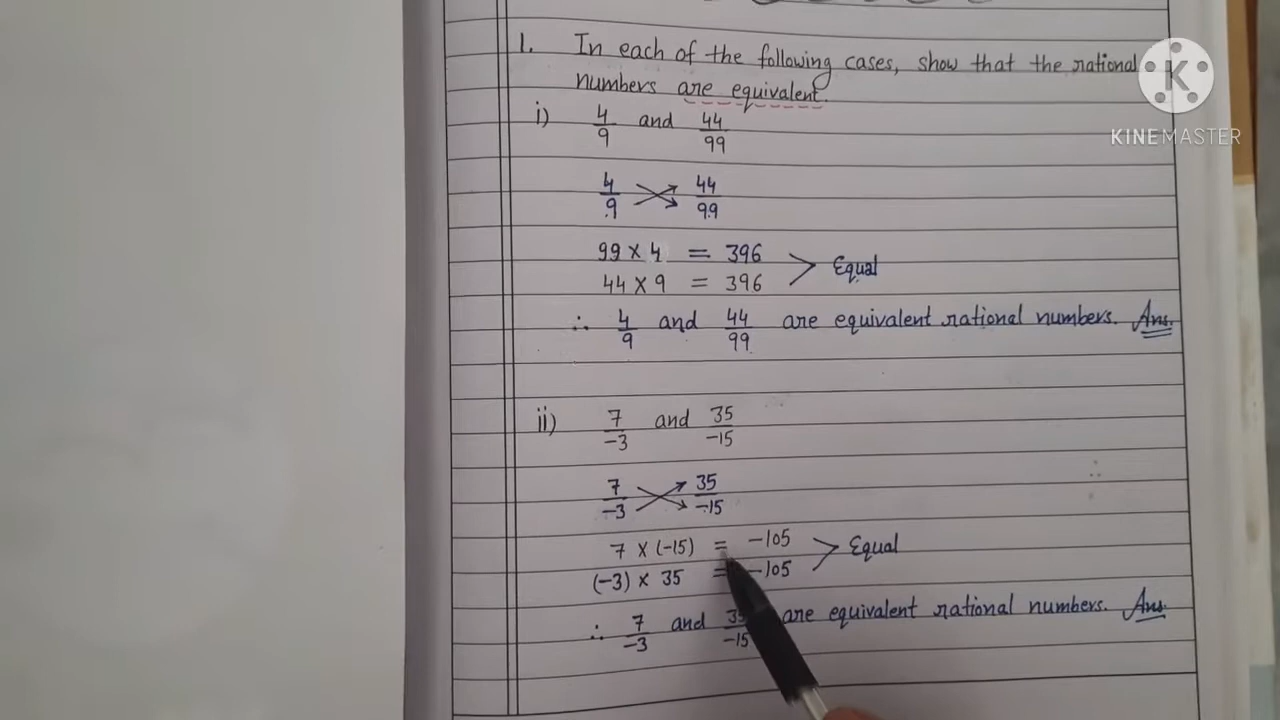 1. In each of the following cases, show that the rational
numbers are equivalent.
i) 4/9 and 44/99
4/9 44/99
99 × 4 = 396
44 × 9 = 396 > Equal
∴ 4/9 and 44/99 are equivalent rational numbers. Ans.
ii) 7/-3 and 35/-15
7/-3 35/-15
7 × (-15) = -105
(-3) × 35 = -105 > Equal
∴ 7/-3 and 35/-15 are equivalent rational numbers. Ans.
K
KINEMASTER